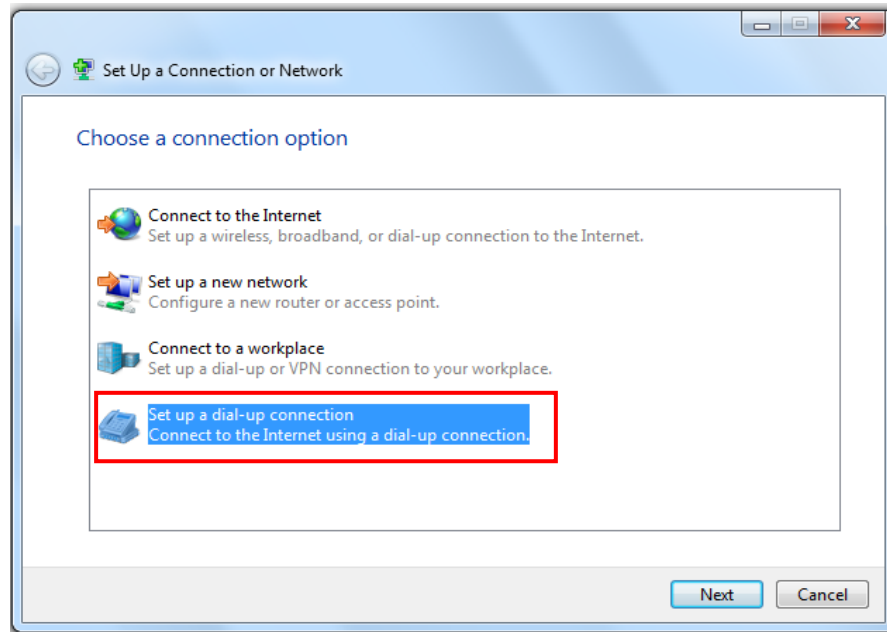 Set Up a Connection or Network
Choose a connection option
Connect to the Internet
Set up a wireless, broadband, or dial-up connection to the Internet.
Set up a new network
Configure a new router or access point.
Connect to a workplace
Set up a dial-up or VPN connection to your workplace.
Set up a dial-up connection
Connect to the Internet using a dial-up connection.
Next Cancel